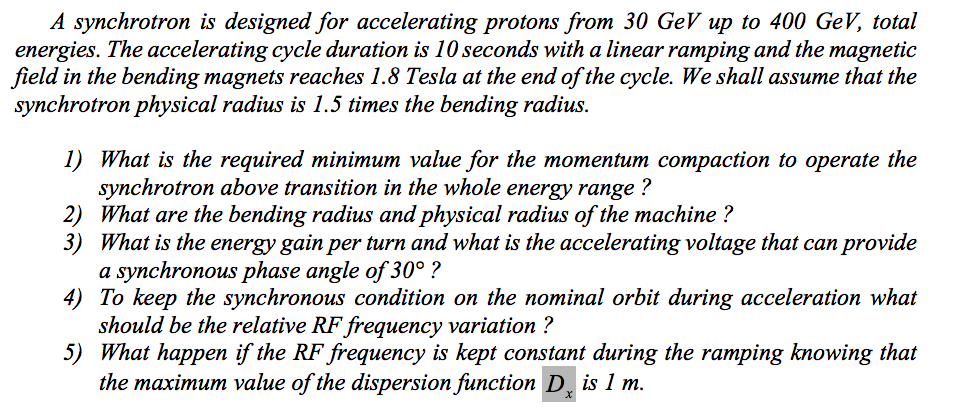 A synchrotron is designed for accelerating protons from 30 GeV up to 400 GeV, total
energies. The accelerating cycle duration is 10 seconds with a linear ramping and the magnetic
field in the bending magnets reaches 1.8 Tesla at the end of the cycle. We shall assume that the
synchrotron physical radius is 1.5 times the bending radius.
1) What is the required minimum value for the momentum compaction to operate the
synchrotron above transition in the whole energy range ?
2) What are the bending radius and physical radius of the machine ?
3) What is the energy gain per turn and what is the accelerating voltage that can provide
a synchronous phase angle of 30° ?
4) To keep the synchronous condition on the nominal orbit during acceleration what
should be the relative RF frequency variation ?
5) What happen if the RF frequency is kept constant during the ramping knowing that
the maximum value of the dispersion function Dₓ is 1 m.